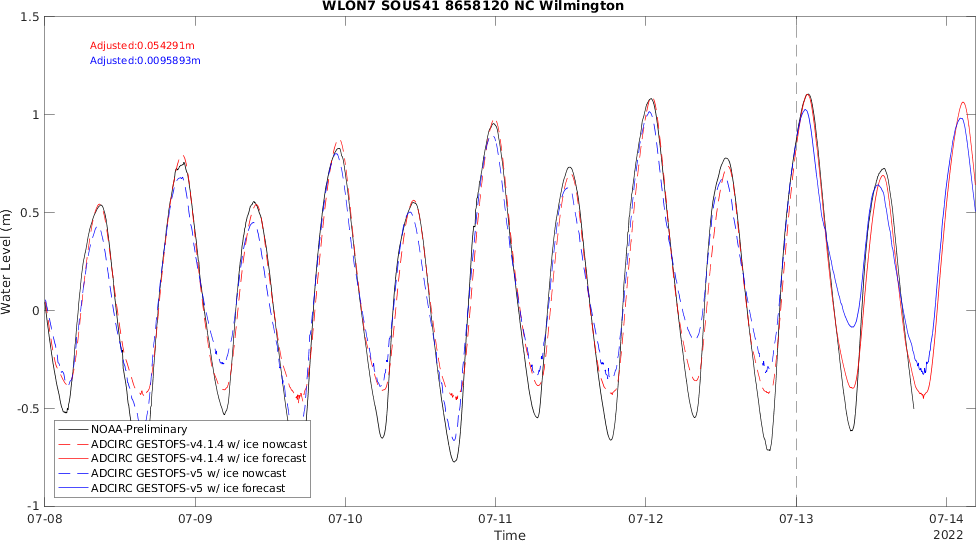 WLON7 SOUS41 8658120 NC Wilmington
1.5
Adjusted:0.054291m
Adjusted:0.0095893m
1
0.5
0
-0.5
-1
Water Level (m)
NOAA-Preliminary
ADCIRC GESTOFS-v4.1.4 w/ ice nowcast
ADCIRC GESTOFS-v4.1.4 w/ ice forecast
ADCIRC GESTOFS-v5 w/ ice nowcast
ADCIRC GESTOFS-v5 w/ ice forecast
07-08 07-09 07-10 07-11 07-12 07-13 07-14
Time
2022